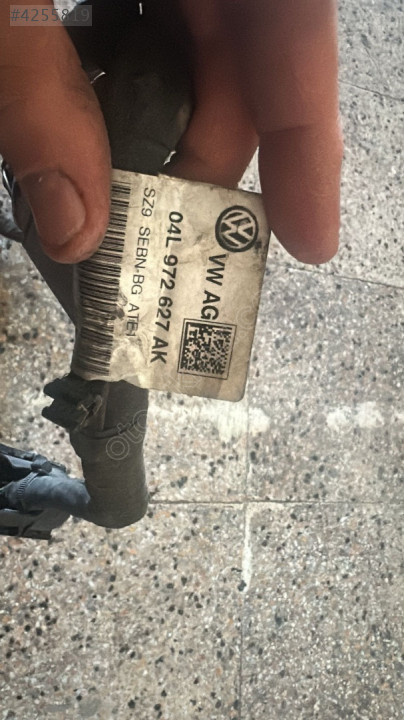 #4255819
VW AG
04L 972 627 AK
SZ9 SEBN-BG ATE1